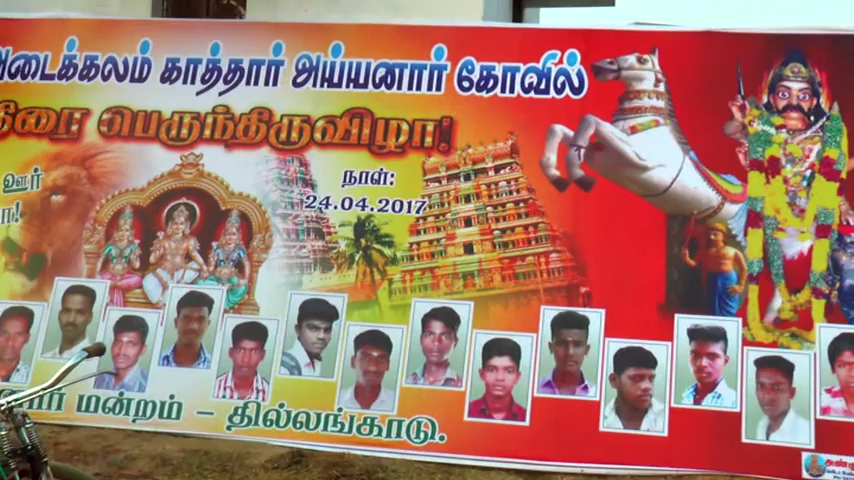 அடைக்கலம் காத்தார் அய்யனார் கோவில்
திரை பெருந்திருவிழா!
ஊர்
நாள்:
24.04.2017
மன்றம் - தில்லங்காடு.